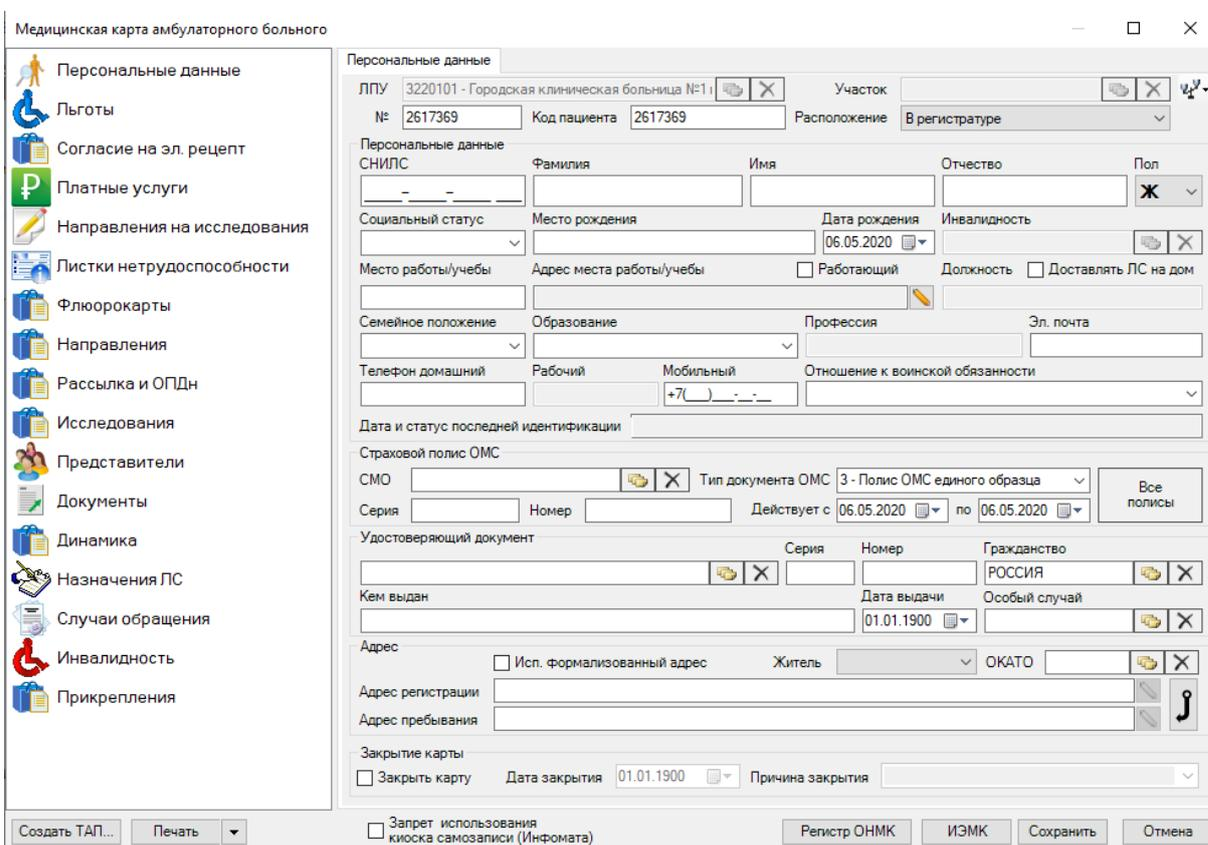 Медицинская карта амбулаторного больного
Персональные данные
Льготы
Согласие на эл. рецепт
Платные услуги
Направления на исследования
Листки нетрудоспособности
Флюорокарты
Направления
Рассылка и ОПДн
Исследования
Представители
Документы
Динамика
Назначения ЛС
Случаи обращения
Инвалидность
Прикрепления
Персональные данные
ЛПУ 3220101 - Городская клиническая больница №1 Участок
№ 2617369 Код пациента 2617369 Расположение В регистратуре
Персональные данные
СНИЛС Фамилия Имя Отчество Пол
___-___-___ __ Ж
Социальный статус Место рождения Дата рождения Инвалидность
06.05.2020
Место работы/учебы Адрес места работы/учебы Работающий Должность Доставлять ЛС на дом
Семейное положение Образование Профессия Эл. почта
Телефон домашний Рабочий Мобильный Отношение к воинской обязанности
+7(___)___-__-__
Дата и статус последней идентификации
Страховой полис ОМС
СМО Тип документа ОМС 3 - Полис ОМС единого образца Все полисы
Серия Номер Действует с 06.05.2020 по 06.05.2020
Удостоверяющий документ
Серия Номер Гражданство
РОССИЯ
Кем выдан Дата выдачи Особый случай
01.01.1900
Адрес
Исп. формализованный адрес Житель ОКАТО
Адрес регистрации
Адрес пребывания
Закрытие карты
Закрыть карту Дата закрытия 01.01.1900 Причина закрытия
Создать ТАП... Печать Запрет использования
киоска самозаписи (Инфомата) Регистр ОНМК ИЭМК Сохранить Отмена